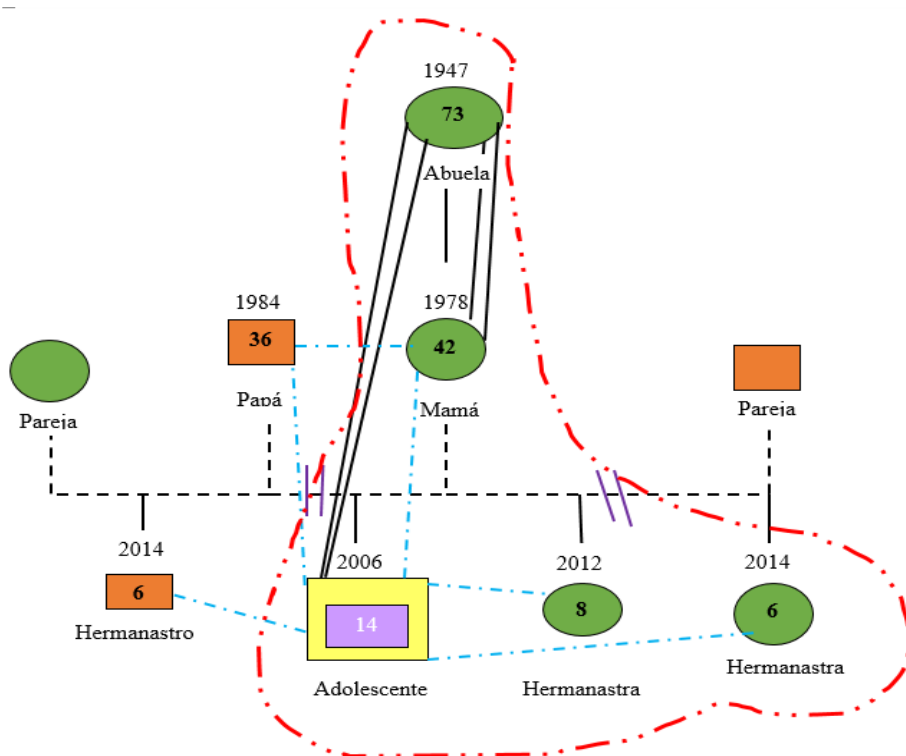 1947
73
Abuela
1984
1978
36
42
Papá
Mamá
Pareja
Pareja
2014
2006
2012
2014
6
14
8
6
Hermanastro
Adolescente
Hermanastra
Hermanastra